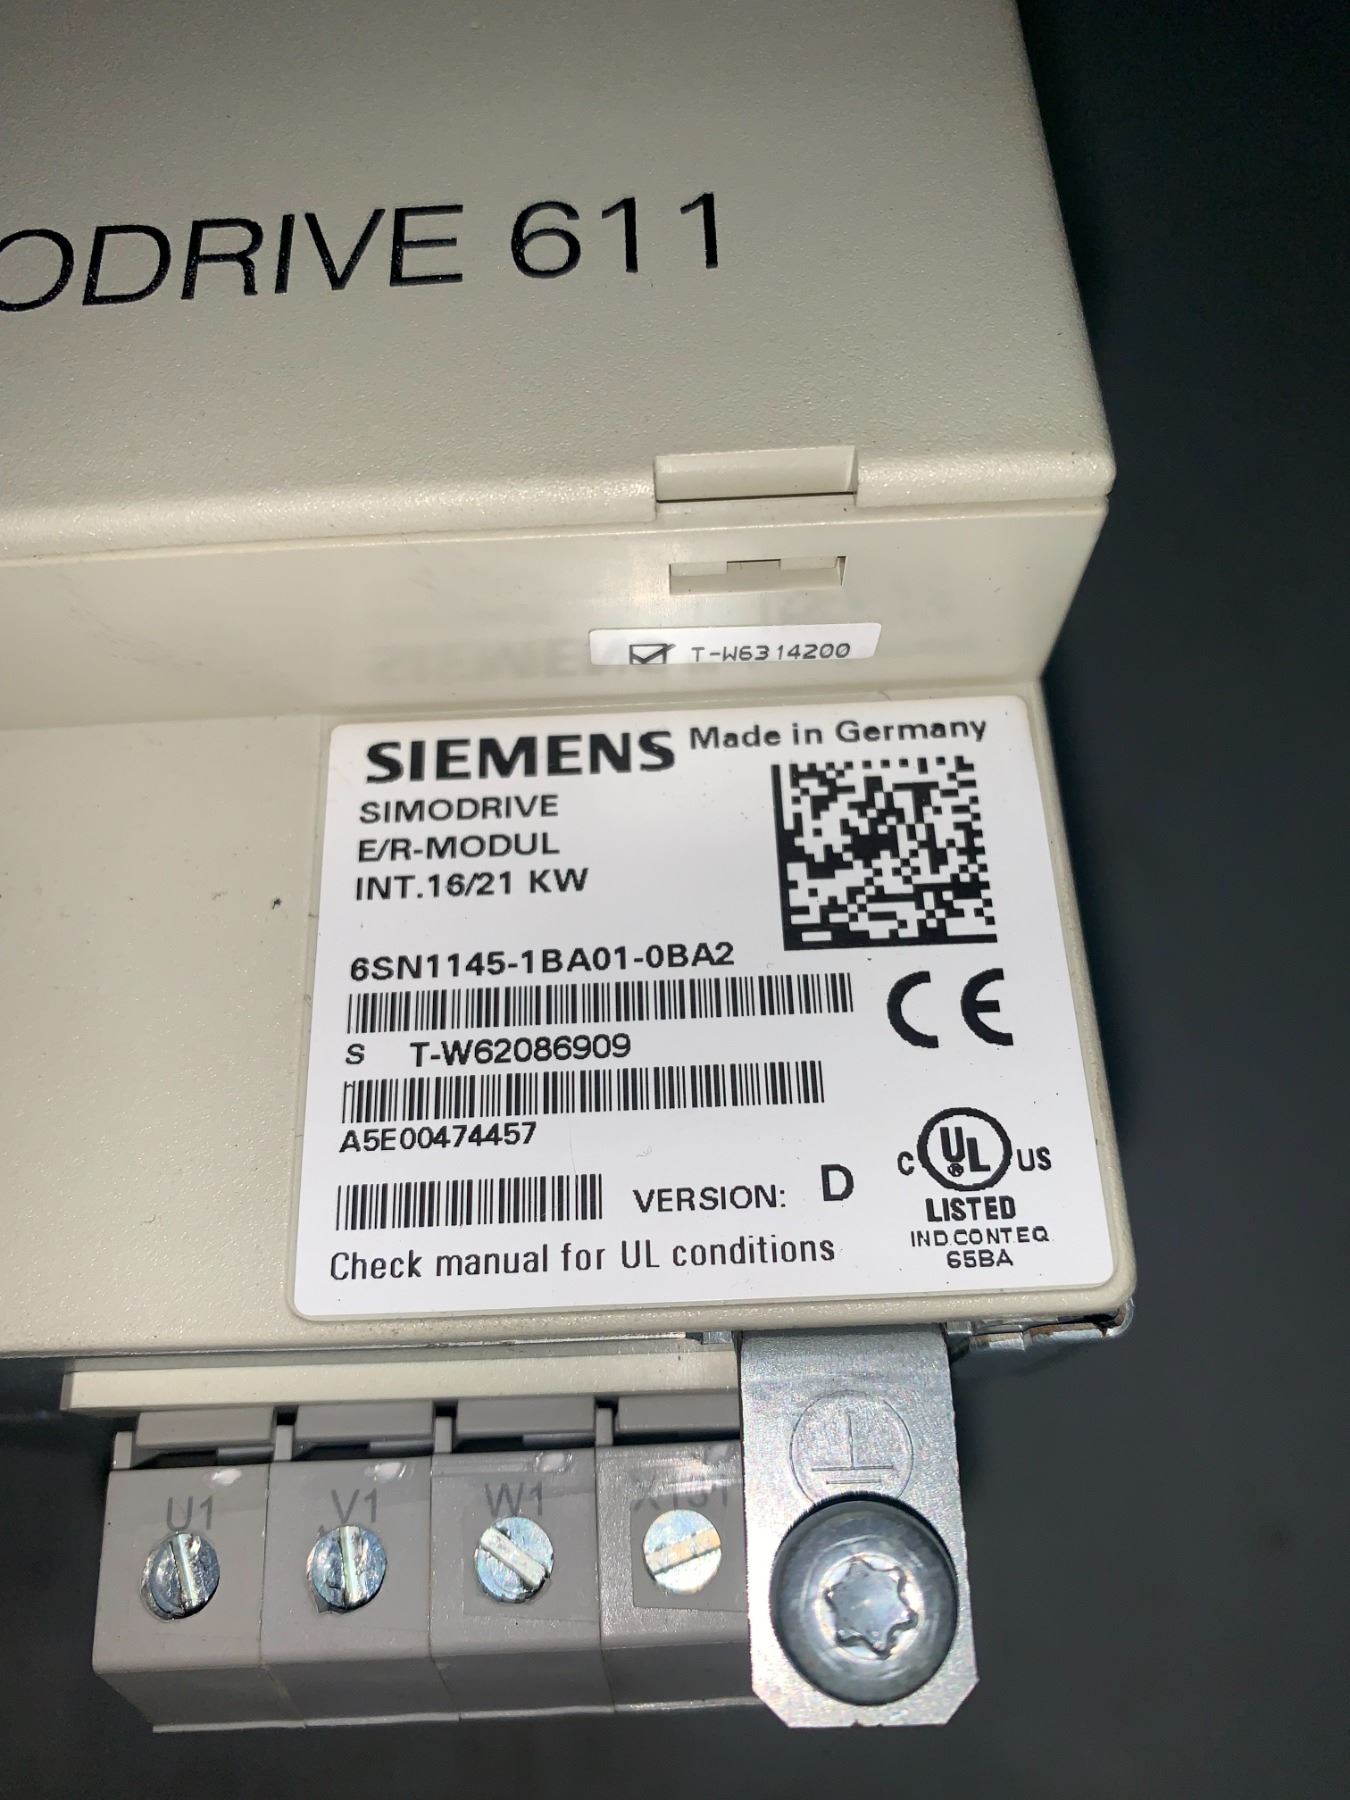 ODRIVE 611
T-W6314200
SIEMENS Made in Germany
SIMODRIVE
E/R-MODUL
INT.16/21 KW
6SN1145-1BA01-0BA2
CE
S T-W62086909
A5E00474457
VERSION: D
C UL US
LISTED
IND.CONT.EQ.
65BA
Check manual for UL conditions
U1 V1 W1